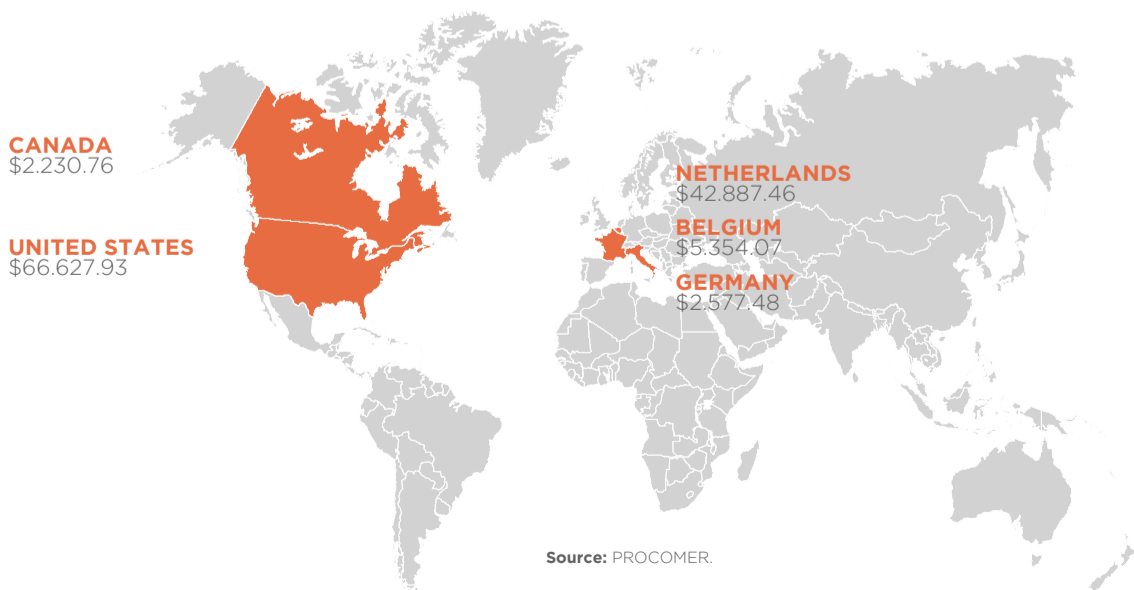 CANADA
$2.230.76
UNITED STATES
$66.627.93
NETHERLANDS
$42.887.46
BELGIUM
$5.354.07
GERMANY
$2.577.48
Source: PROCOMER.